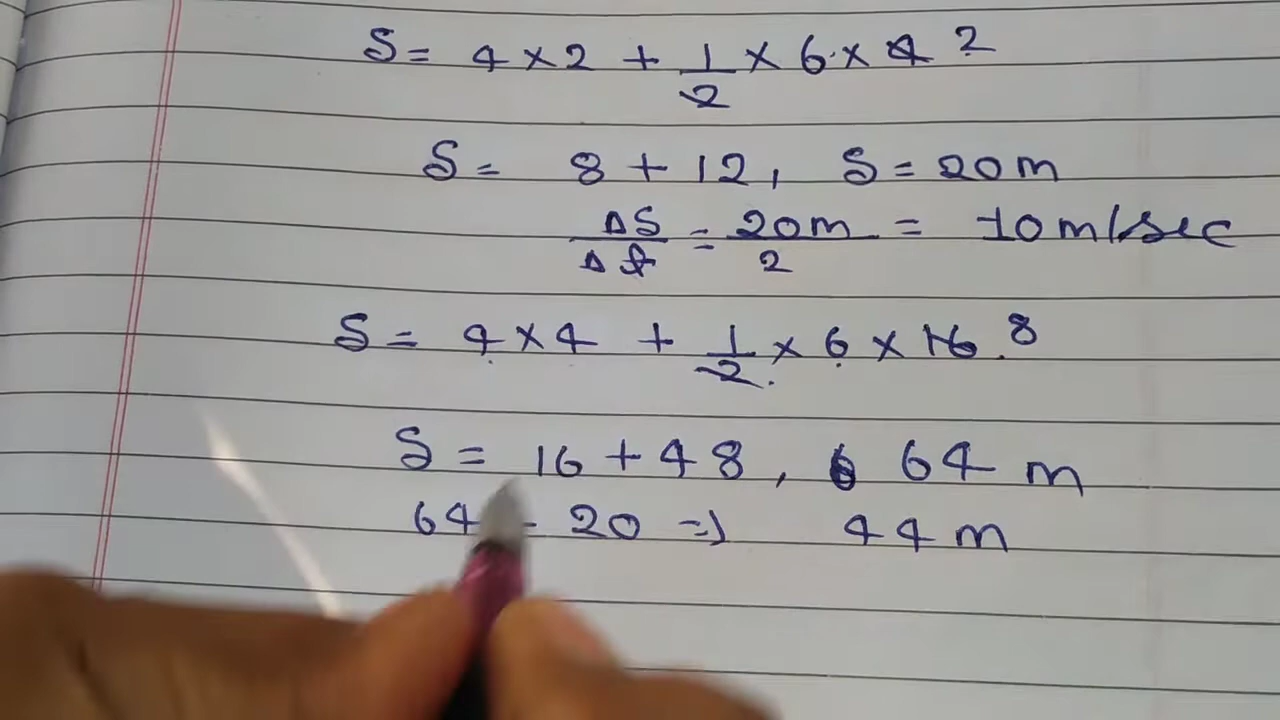 S = 4 × 2 + 1/2 × 6 × 4 2
S = 8 + 12, S = 20 m
ΔS/Δt = 20m/2 = 10 m/sec
S = 4 × 4 + 1/2 × 6 × 16 8
S = 16 + 48, 64 m
64 - 20 => 44 m